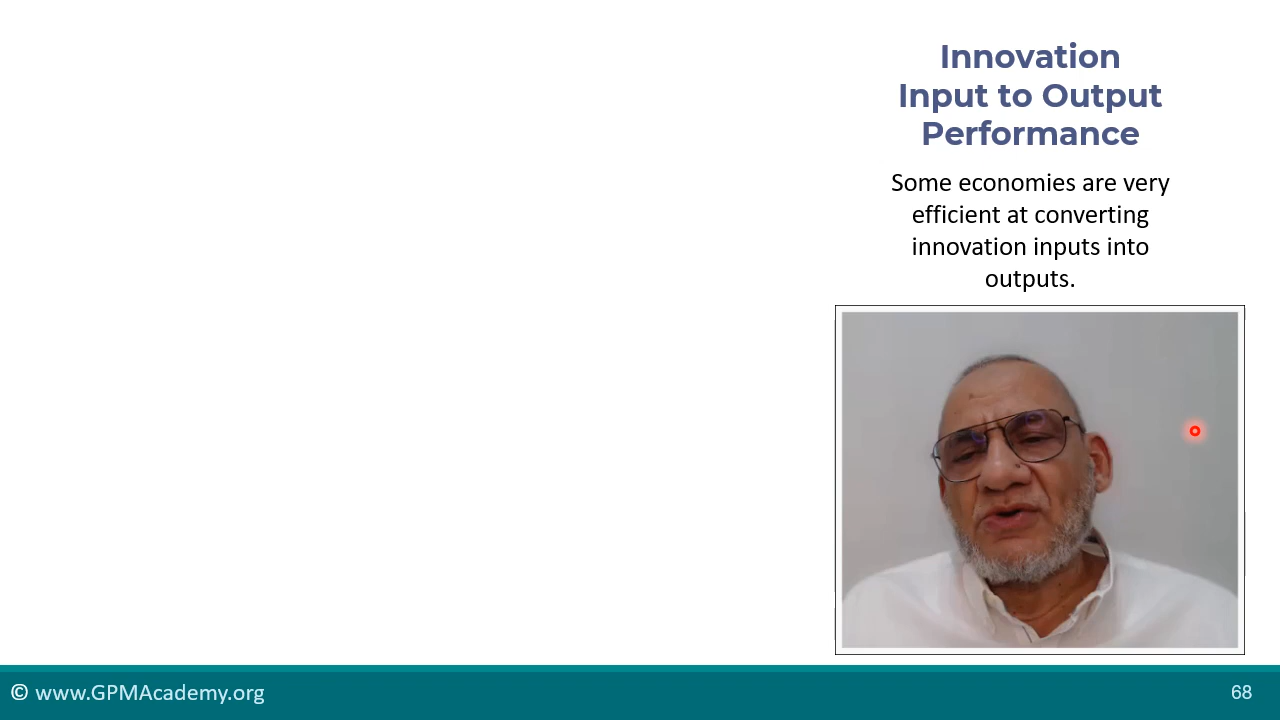 Innovation
Input to Output
Performance
Some economies are very
efficient at converting
innovation inputs into
outputs.
© www.GPMAcademy.org
68